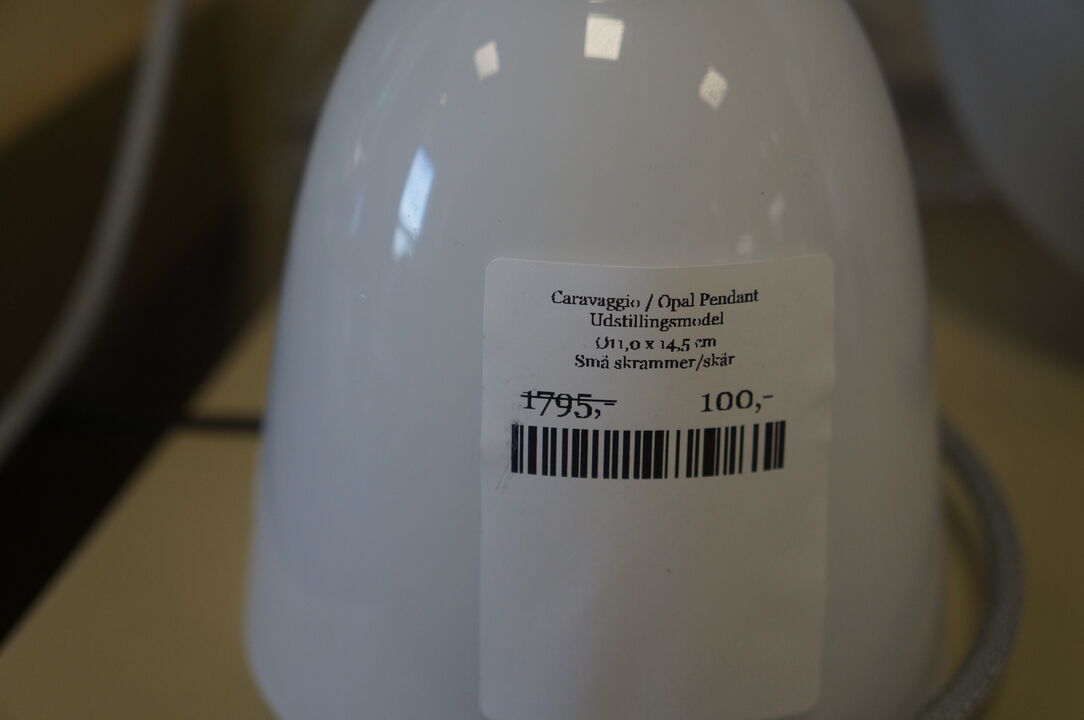 Caravaggio / Opal Pendant
Udstillingsmodel
Ø11,0 x 14,5 cm
Små skrammer/skår
1795,- 100,-